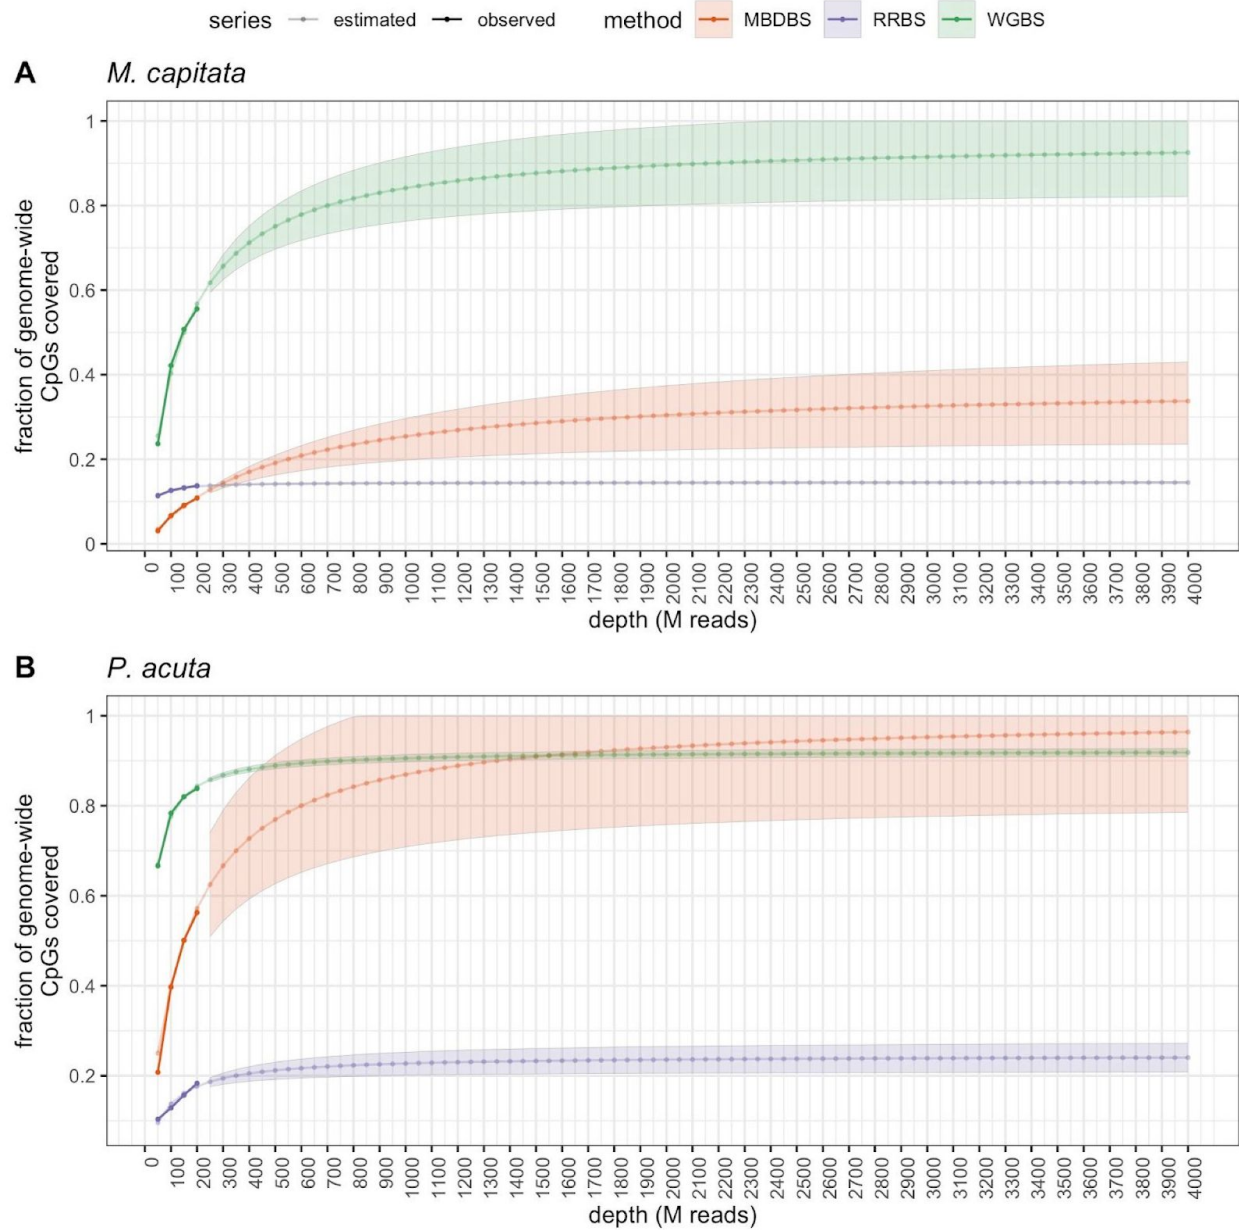 series estimated observed method MBDBS RRBS WGBS
A M. capitata
1
0.8
0.6
0.4
0.2
0
fraction of genome-wide
CpGs covered
0 100 200 300 400 500 600 700 800 900 1000 1100 1200 1300 1400 1500 1600 1700 1800 1900 2000 2100 2200 2300 2400 2500 2600 2700 2800 2900 3000 3100 3200 3300 3400 3500 3600 3700 3800 3900 4000
depth (M reads)
B P. acuta
1
0.8
0.6
0.4
0.2
fraction of genome-wide
CpGs covered
0 100 200 300 400 500 600 700 800 900 1000 1100 1200 1300 1400 1500 1600 1700 1800 1900 2000 2100 2200 2300 2400 2500 2600 2700 2800 2900 3000 3100 3200 3300 3400 3500 3600 3700 3800 3900 4000
depth (M reads)